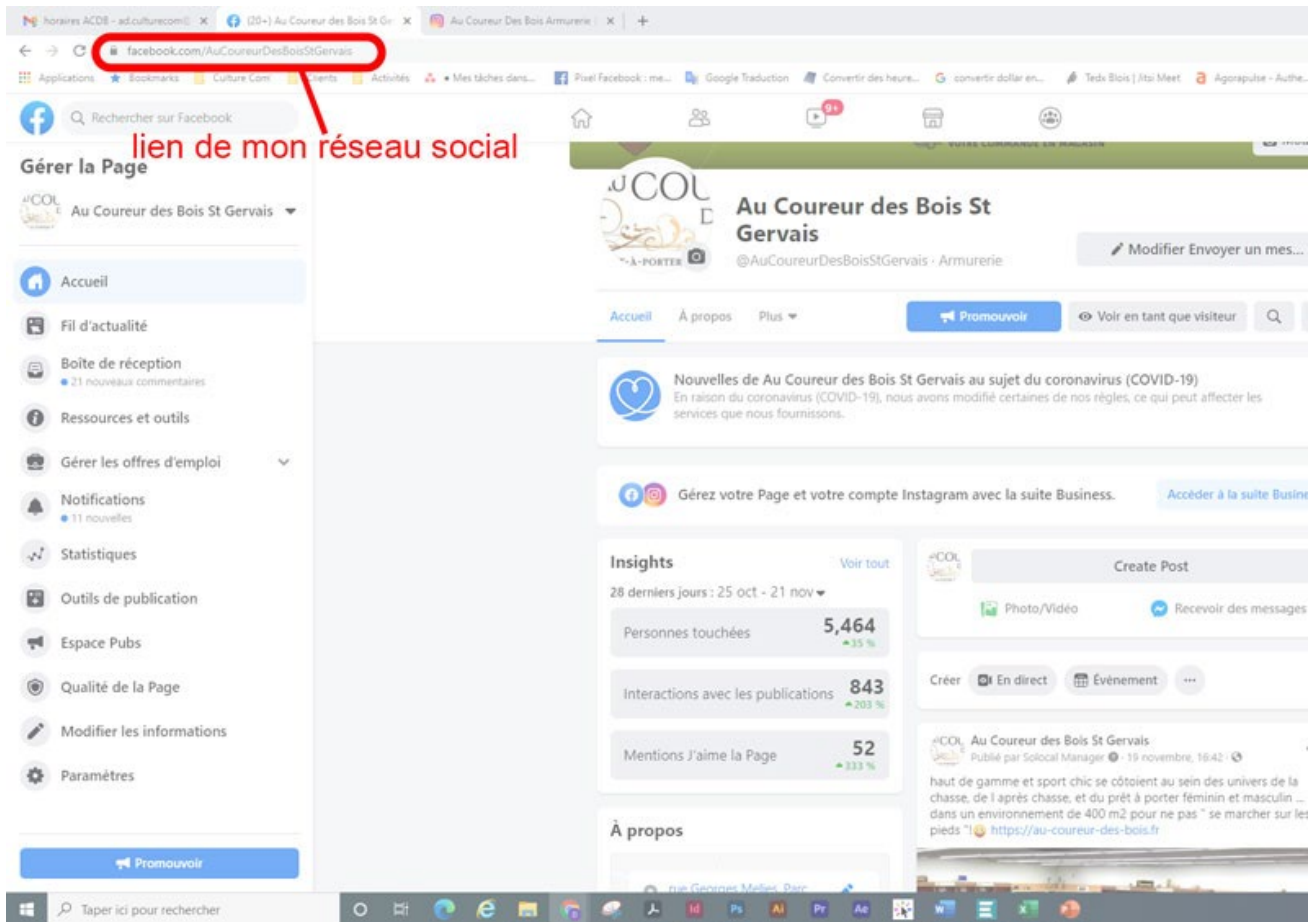 horaires ACDB - ad.culturecom@
(20+) Au Coureur des Bois St Ger
Au Coureur Des Bois Armurerie
facebook.com/AuCoureurDesBoisStGervais
Applications Bookmarks Culture Com Clients Activités • Mes tâches dans... Pixel Facebook : me... Google Traduction Convertir des heure... convertir dollar en... Tedx Blois | Jitsi Meet Agorapulse - Authe...
Rechercher sur Facebook
9+
lien de mon réseau social
VOTRE COMMANDE EN MAGASIN
Gérer la Page
Au Coureur des Bois St Gervais
Accueil
Fil d'actualité
Boîte de réception
21 nouveaux commentaires
Ressources et outils
Gérer les offres d'emploi
Notifications
11 nouvelles
Statistiques
Outils de publication
Espace Pubs
Qualité de la Page
Modifier les informations
Paramètres
Promouvoir
Au Coureur des Bois St
Gervais
@AuCoureurDesBoisStGervais · Armurerie
Modifier Envoyer un mes...
Accueil À propos Plus
Promouvoir
Voir en tant que visiteur
Nouvelles de Au Coureur des Bois St Gervais au sujet du coronavirus (COVID-19)
En raison du coronavirus (COVID-19), nous avons modifié certaines de nos règles, ce qui peut affecter les
services que nous fournissons.
Gérez votre Page et votre compte Instagram avec la suite Business.
Accéder à la suite Busine
Insights Voir tout
28 derniers jours : 25 oct - 21 nov
Personnes touchées 5,464
35 %
Interactions avec les publications 843
203 %
Mentions J'aime la Page 52
333 %
À propos
rue Georges Melies, Parc
Create Post
Photo/Vidéo Recevoir des messages
Créer En direct Évènement ...
Au Coureur des Bois St Gervais
Publié par Solocal Manager · 19 novembre, 16:42 ·
haut de gamme et sport chic se côtoient au sein des univers de la
chasse, de l après chasse, et du prêt à porter féminin et masculin ...
dans un environnement de 400 m2 pour ne pas " se marcher sur les
pieds "! https://au-coureur-des-bois.fr
Taper ici pour rechercher